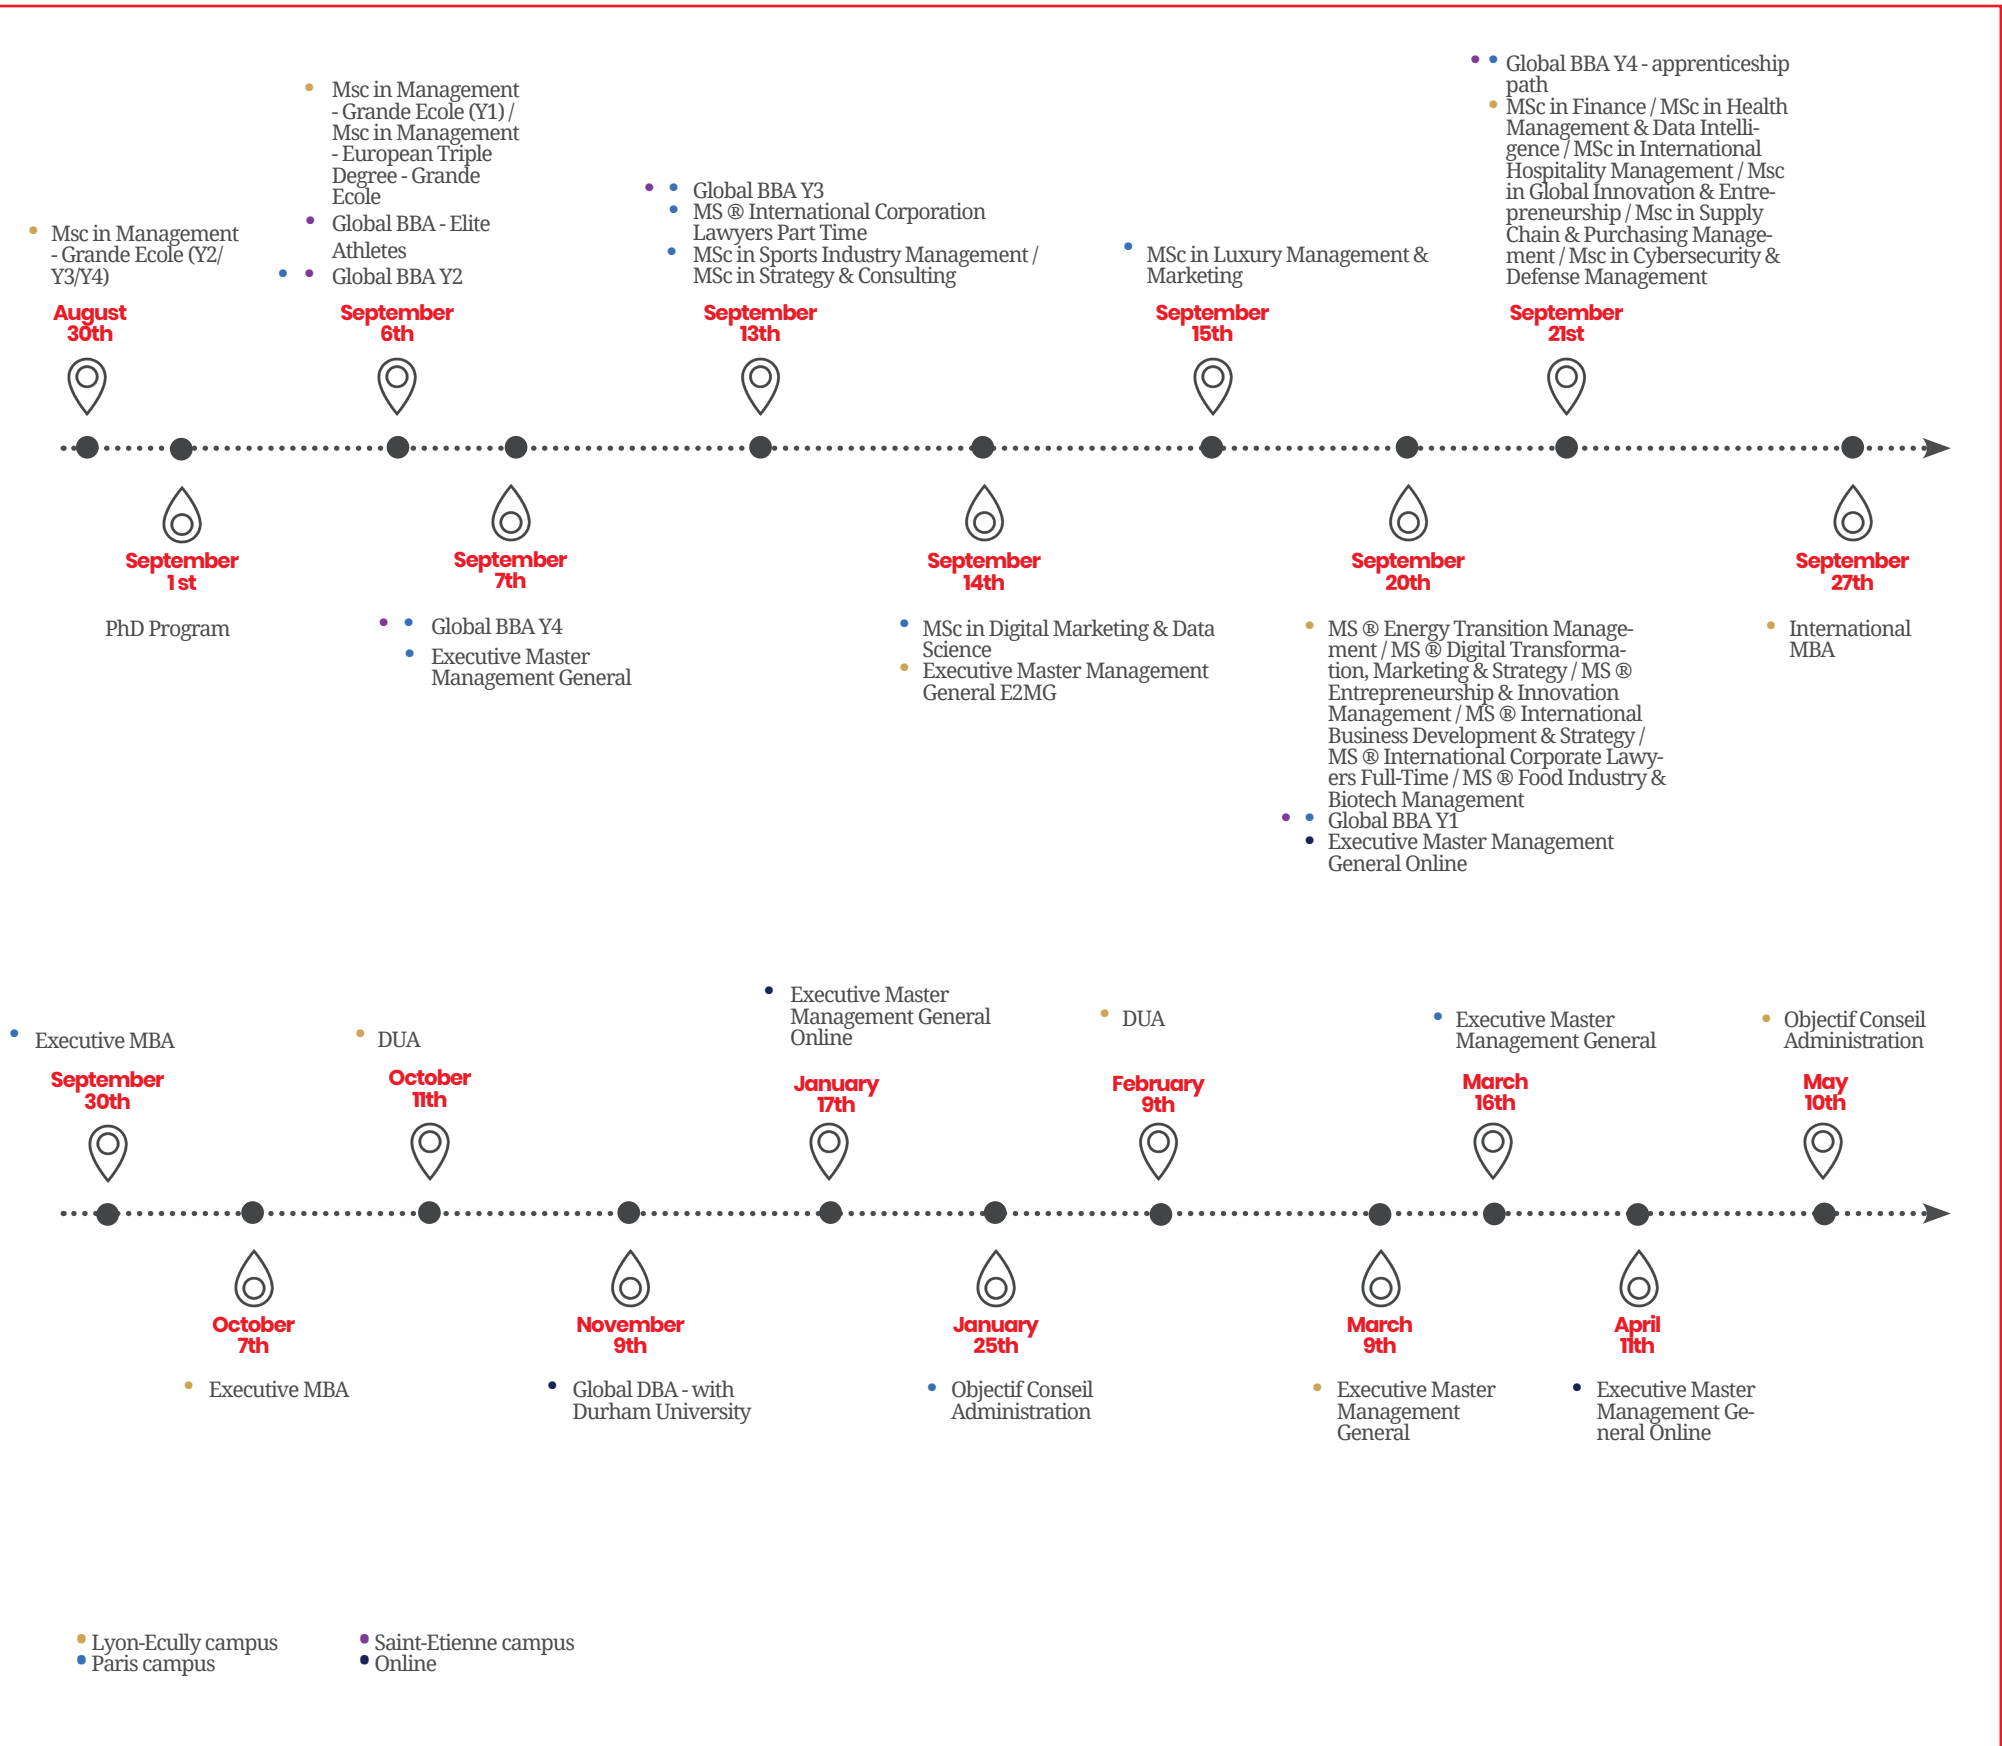 Msc in Management
- Grande Ecole (Y2/
Y3/Y4)
August
30th
Msc in Management
- Grande Ecole (Y1) /
Msc in Management
- European Triple
Degree - Grande
Ecole
Global BBA - Elite
Athletes
Global BBA Y2
September
6th
Global BBA Y3
MS ® International Corporation
Lawyers Part Time
MSc in Sports Industry Management /
MSc in Strategy & Consulting
September
13th
MSc in Luxury Management &
Marketing
September
15th
Global BBA Y4 - apprenticeship
path
MSc in Finance / MSc in Health
Management & Data Intelli-
gence / MSc in International
Hospitality Management / Msc
in Global Innovation & Entre-
preneurship / Msc in Supply
Chain & Purchasing Manage-
ment / Msc in Cybersecurity &
Defense Management
September
21st
September
1 st
PhD Program
September
7th
Global BBA Y4
Executive Master
Management General
September
14th
MSc in Digital Marketing & Data
Science
Executive Master Management
General E2MG
September
20th
MS ® Energy Transition Manage-
ment / MS ® Digital Transforma-
tion, Marketing & Strategy / MS ®
Entrepreneurship & Innovation
Management / MS ® International
Business Development & Strategy /
MS ® International Corporate Lawy-
ers Full-Time / MS ® Food Industry &
Biotech Management
Global BBA Y1
Executive Master Management
General Online
September
27th
International
MBA
Executive MBA
September
30th
DUA
October
11th
Executive Master
Management General
Online
January
17th
DUA
February
9th
Executive Master
Management General
March
16th
Objectif Conseil
Administration
May
10th
October
7th
Executive MBA
November
9th
Global DBA - with
Durham University
January
25th
Objectif Conseil
Administration
March
9th
Executive Master
Management
General
April
11th
Executive Master
Management Ge-
neral Online
Lyon-Ecully campus
Paris campus
Saint-Etienne campus
Online